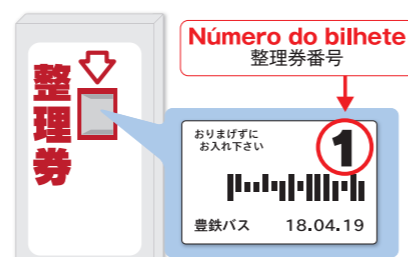 Número do bilhete
整理券番号
整理券
おりまげずに
お入れ下さい
1
豊鉄バス 18.04.19